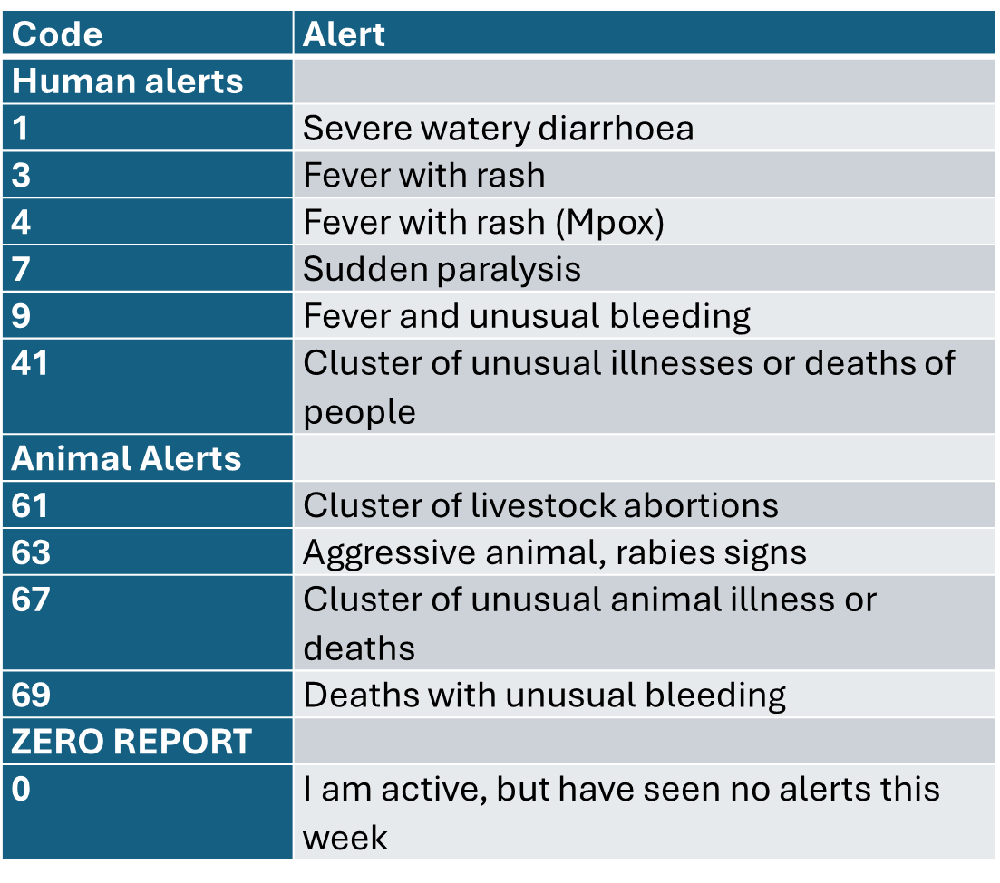 Code Alert
Human alerts
1 Severe watery diarrhoea
3 Fever with rash
4 Fever with rash (Mpox)
7 Sudden paralysis
9 Fever and unusual bleeding
41 Cluster of unusual illnesses or deaths of
people
Animal Alerts
61 Cluster of livestock abortions
63 Aggressive animal, rabies signs
67 Cluster of unusual animal illness or
deaths
69 Deaths with unusual bleeding
ZERO REPORT
0 I am active, but have seen no alerts this
week